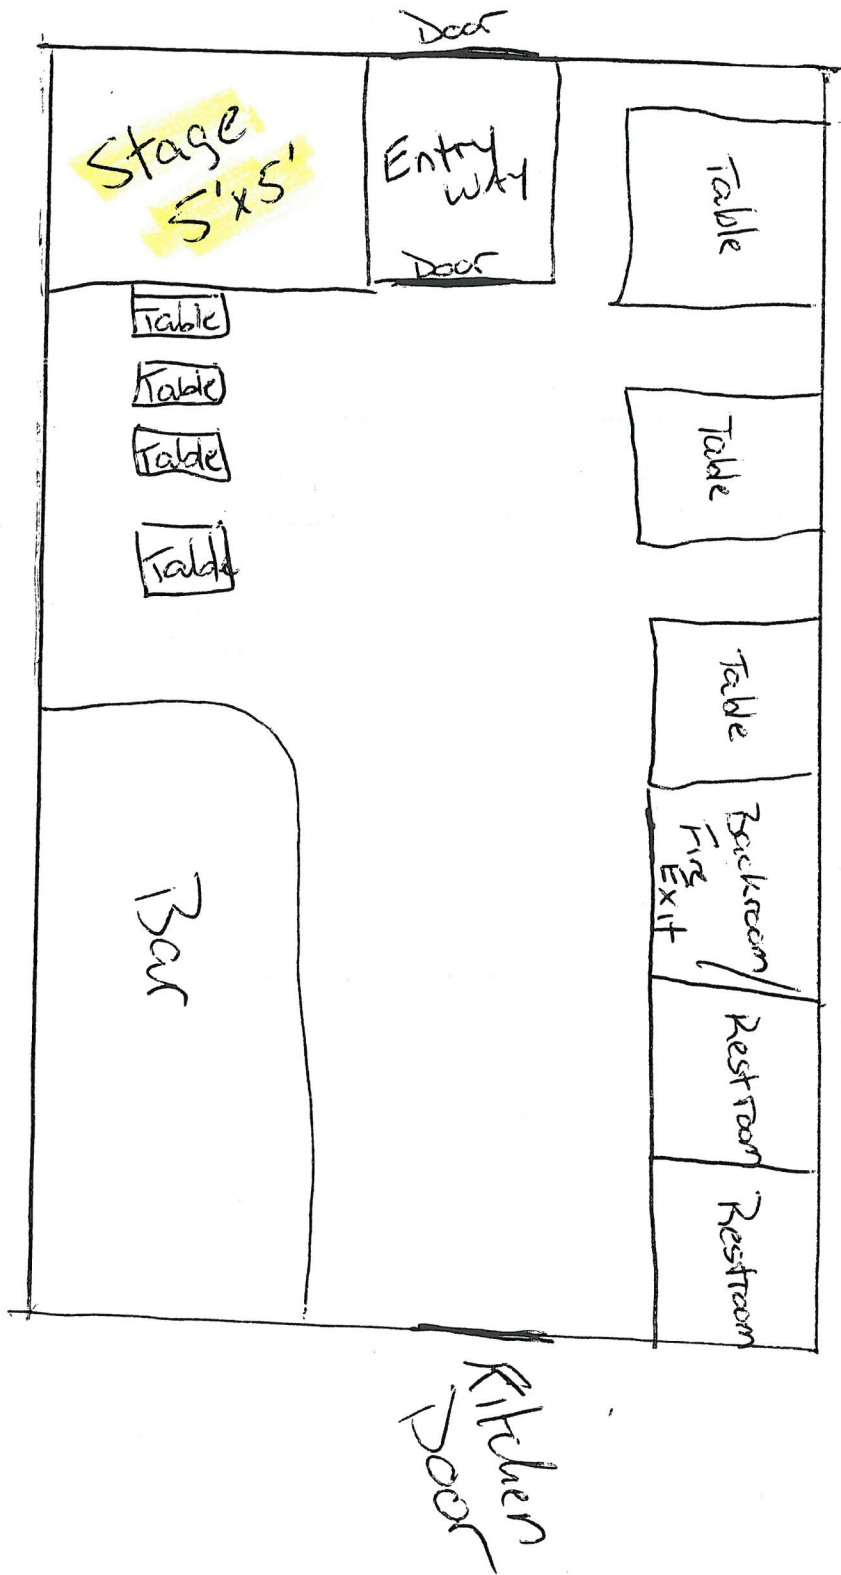 Door
Stage
5'x5'
Entry
WAY
Door
Table
Table
Table
Table
Table
Table
Table
Bar
Backroom/
Fire
Exit
Restroom
Restroom
Kitchen
Door